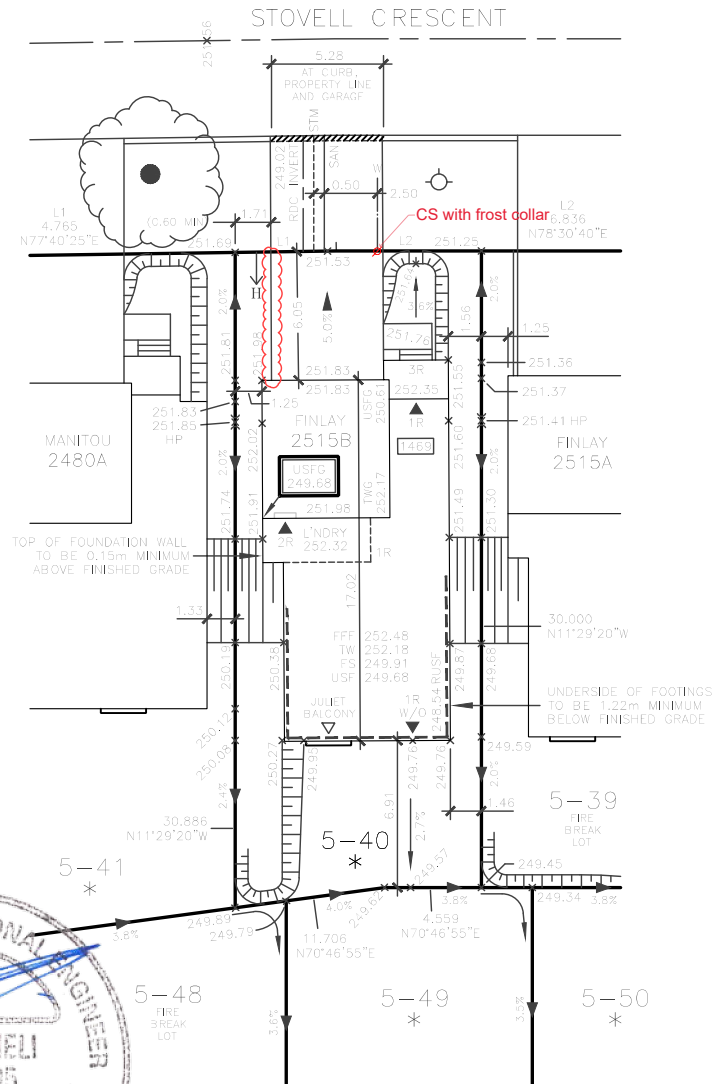 STOVELL CRESCENT
251.56
5.28
AT CURB,
PROPERTY LINE
AND GARAGE
249.02
RDC INVERT
STM
SAN
W
0.50
2.50
CS with frost collar
L1
4.765
N77°40'25"E
(C.60 MIN
1.71
L2
6.836
N78°30'40"E
251.69
L1
251.53
L2
251.25
H
2.0%
6.05
5.0%
251.64
3.6%
1.56
2.0%
1.25
251.81
251.98
251.83
251.83
251.76
251.55
251.36
251.37
3R
252.35
1.25
251.83
251.85
HP
USFG
250.61
1R
1469
251.41 HP
MANITOU
2480A
FINLAY
2515B
FINLAY
2515A
252.02
251.60
2.0%
2.0%
USFG
249.68
TWG
252.17
251.74
251.91
251.98
251.49
251.30
2R
L'NDRY
252.32
1R
TOP OF FOUNDATION WALL
TO BE 0.15m MINIMUM
ABOVE FINISHED GRADE
17.02
1.33
30.000
N11°29'20"W
FFF 252.48
TW 252.18
FS 249.91
USF 249.68
250.19
250.38
249.87
249.68
248.54 RUSF
UNDERSIDE OF FOOTINGS
TO BE 1.22m MINIMUM
BELOW FINISHED GRADE
JULIET
BALCONY
1R
W/O
250.12
250.08
250.27
249.95
249.76
249.76
249.59
2.4%
6.91
2.7%
2.0%
1.46
30.886
N11°29'20"W
5-39
FIRE
BREAK
LOT
5-40
*
5-41
*
249.57
249.62
249.45
249.34
3.8%
3.8%
4.0%
3.8%
249.89
249.79
11.706
N70°46'55"E
4.559
N70°46'55"E
5-48
FIRE
BREAK
LOT
5-49
*
5-50
*
3.6%
3.5%
ENGINEER